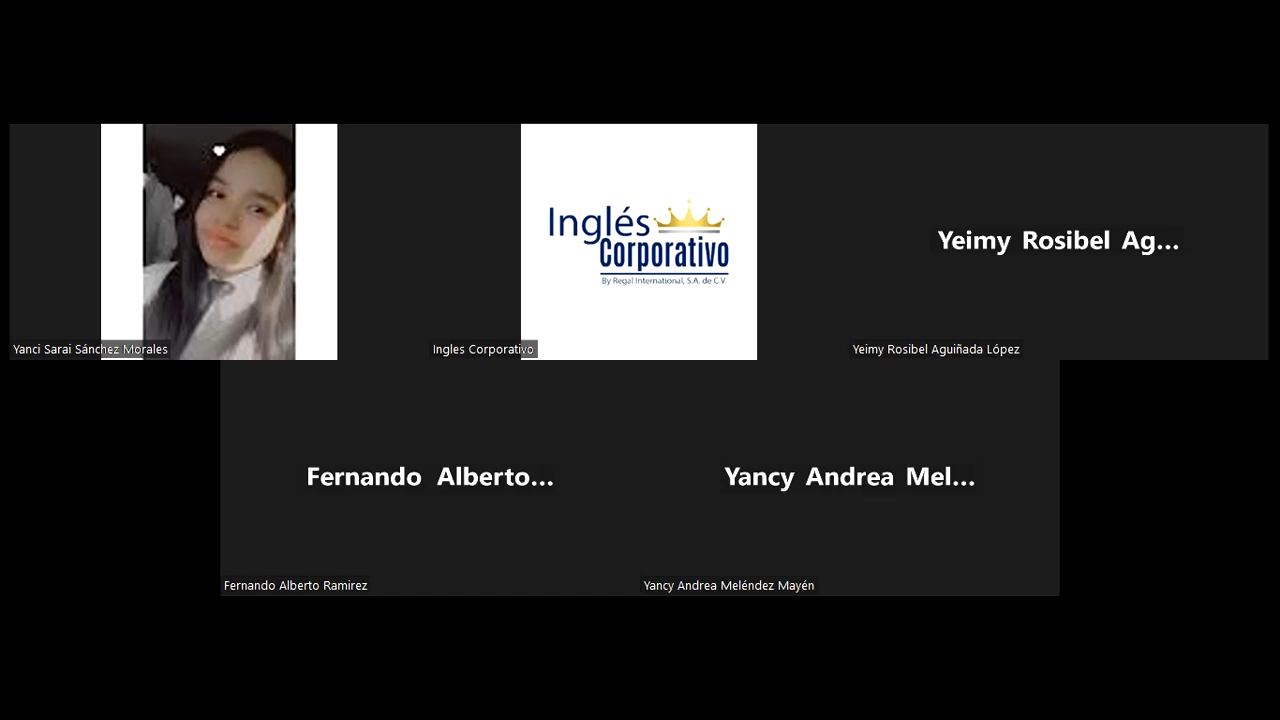 Inglés
Corporativo
By Regal International, S.A. de C.V.
Yeimy Rosibel Ag...
Yanci Sarai Sánchez Morales
Ingles Corporativo
Yeimy Rosibel Aguiñada López
Fernando Alberto...
Yancy Andrea Mel...
Fernando Alberto Ramirez
Yancy Andrea Meléndez Mayén